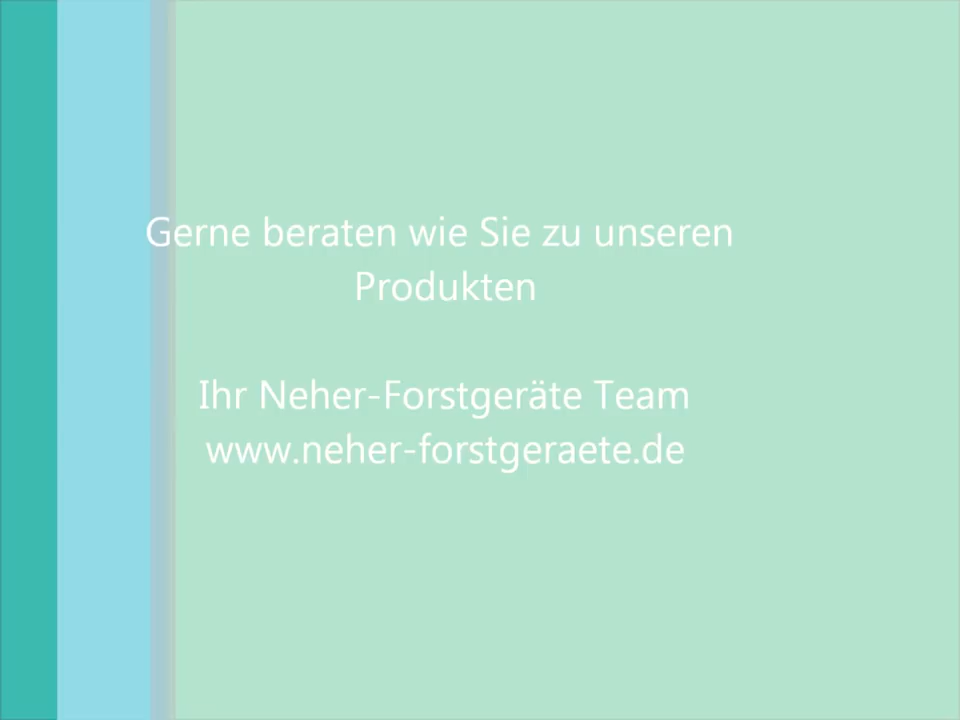 Gerne beraten wie Sie zu unseren
Produkten
Ihr Neher-Forstgeräte Team
www.neher-forstgeraete.de